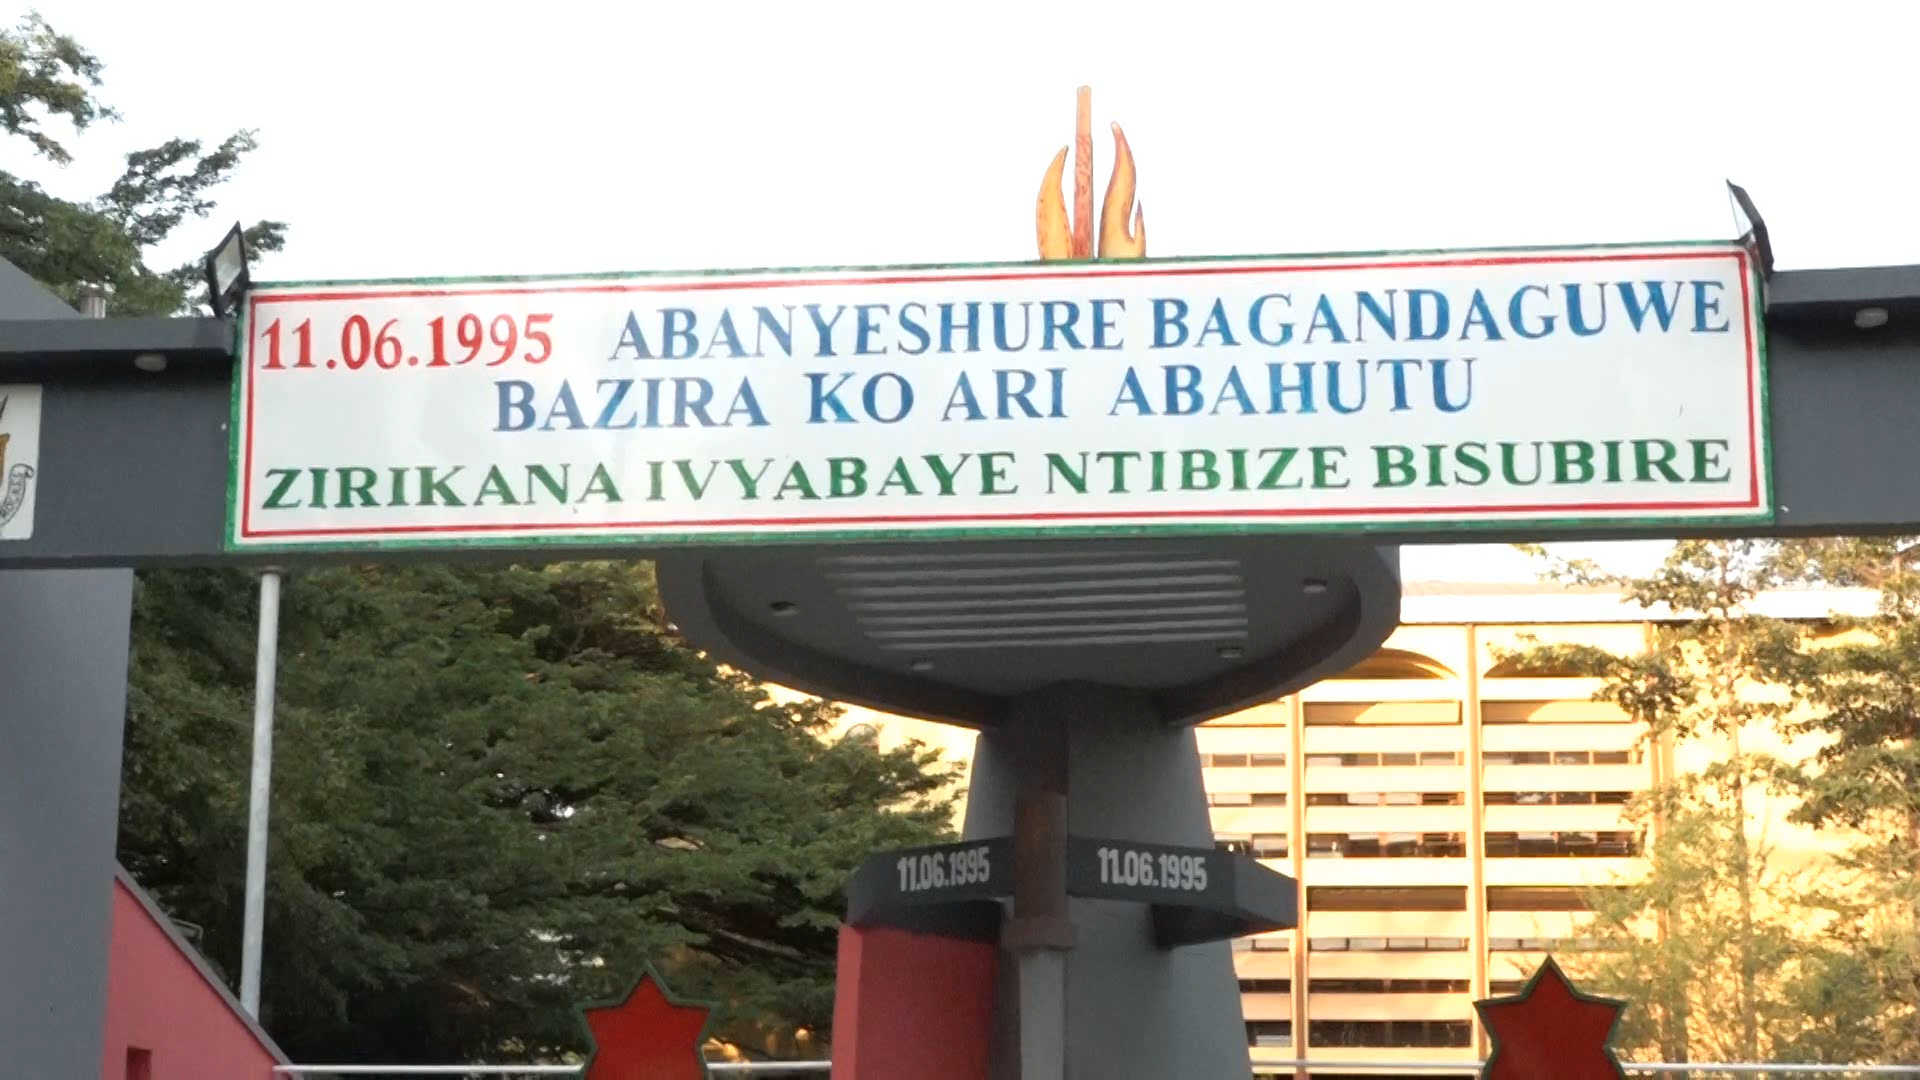 11.06.1995 ABANYESHURE BAGANDAGUWE
BAZIRA KO ARI ABAHUTU
ZIRIKANA IVYABAYE NTIBIZE BISUBIRE
11.06.1995
11.06.1995